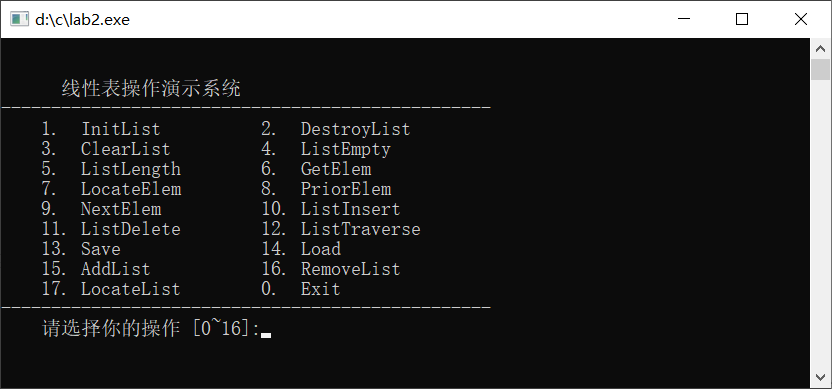 d:\c\lab2.exe
线性表操作演示系统
-------------------------------------------------
1. InitList 2. DestroyList
3. ClearList 4. ListEmpty
5. ListLength 6. GetElem
7. LocateElem 8. PriorElem
9. NextElem 10. ListInsert
11. ListDelete 12. ListTraverse
13. Save 14. Load
15. AddList 16. RemoveList
17. LocateList 0. Exit
-------------------------------------------------
请选择你的操作 [0~16]: